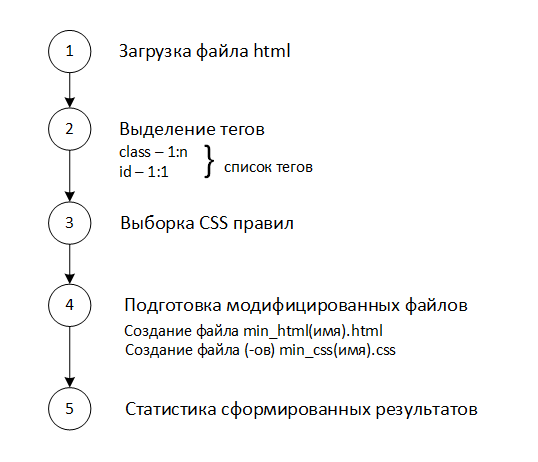 1 Загрузка файла html
2 Выделение тегов
class – 1:n
id – 1:1
} список тегов
3 Выборка CSS правил
4 Подготовка модифицированных файлов
Создание файла min_html(имя).html
Создание файла (-ов) min_css(имя).css
5 Статистика сформированных результатов